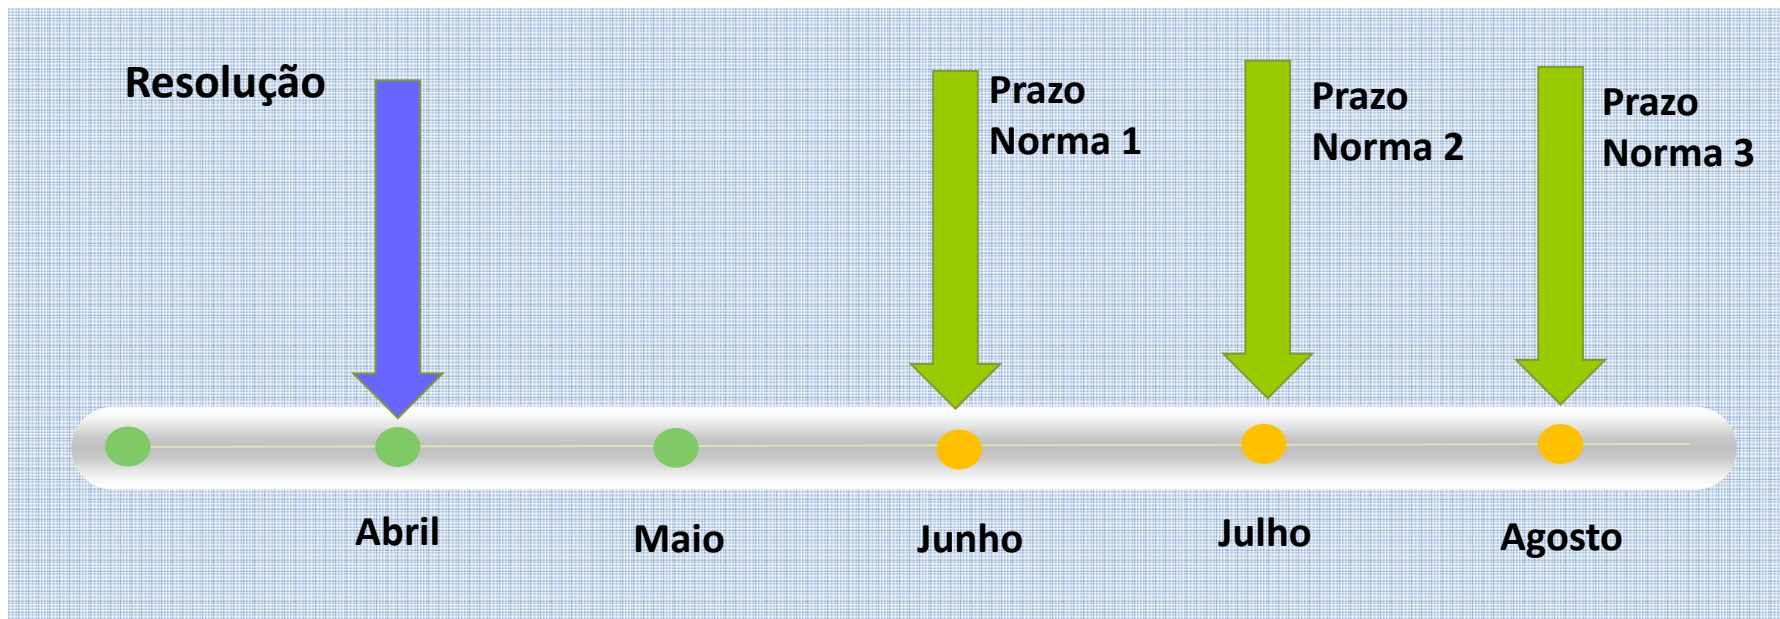 Resolução
Prazo
Norma 1
Prazo
Norma 2
Prazo
Norma 3
Abril
Maio
Junho
Julho
Agosto